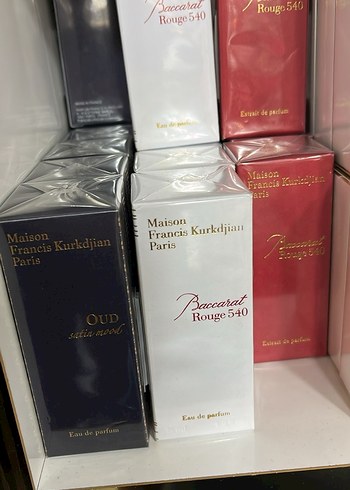 Baccarat
Rouge 540
Eau de parfum
Rouge 540
Extrait de parfum
Maison
Francis Kurkdjian
Paris
OUD
satin mood
Eau de parfum
Maison
Francis Kurkdjian
Paris
Baccarat
Rouge 540
Eau de parfum
Maison
Francis Kurkdjian
Paris
Baccarat
Rouge 540
Extrait de parfum